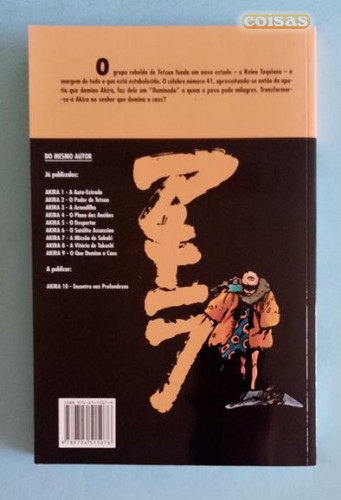 coisas
O grupo rebelde de Tetsuo funda um novo estado – o Reino Toquiano – à
margem de tudo o que está estabelecido. O célebre número 41, aproveitando-se então da apa-
tia que domina Akira, faz dele um "Iluminado" a quem o povo pede milagres. Transformar-
-se-á Akira no senhor que domina o caos?
DO MESMO AUTOR
Já publicados:
AKIRA 1 – A Auto-Estrada
AKIRA 2 – O Poder de Tetsuo
AKIRA 3 – A Armadilha
AKIRA 4 – O Plano dos Anciãos
AKIRA 5 – O Despertar
AKIRA 6 – O Satélite Assassino
AKIRA 7 – A Missão de Sakaki
AKIRA 8 – A Vitória de Takashi
AKIRA 9 – O Que Domina o Caos
A publicar:
AKIRA 10 – Encontro nas Profundezas
アキラ